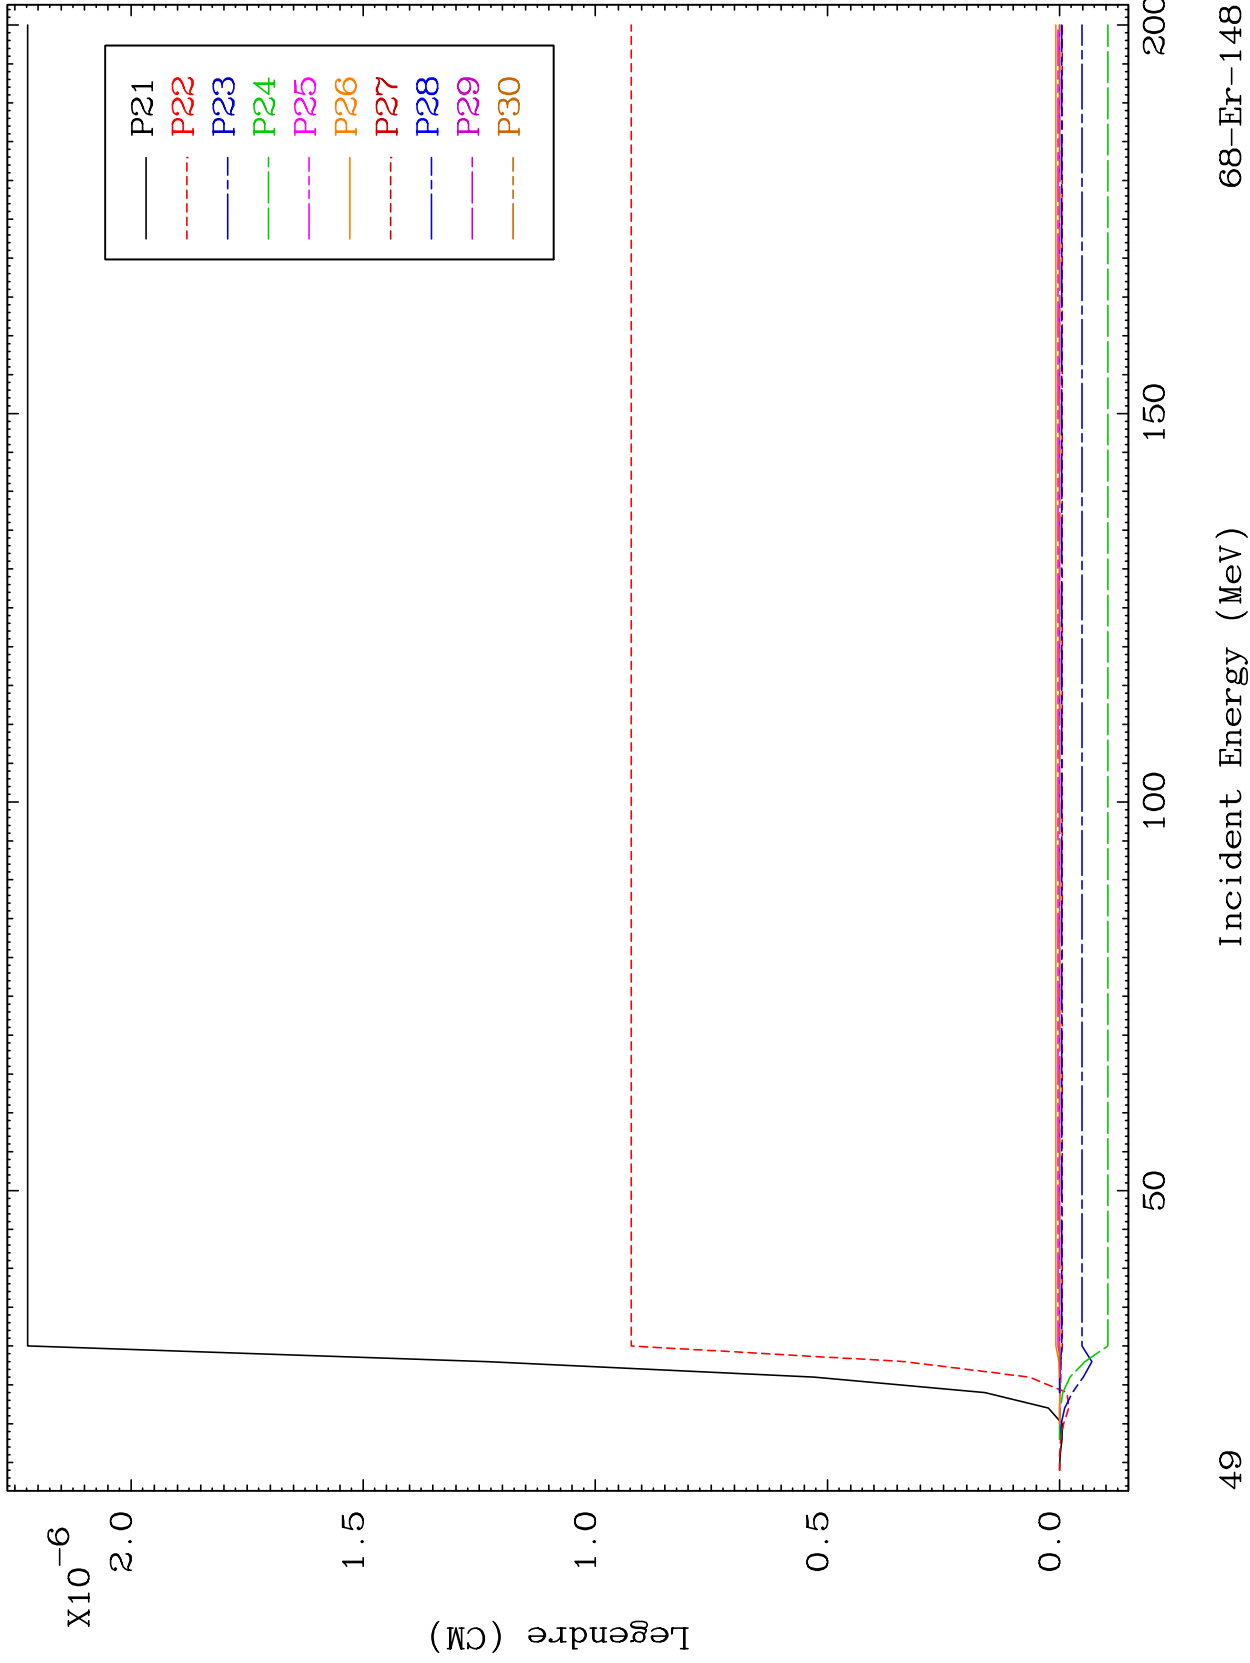 X10-6
2.0
1.5
1.0
0.5
0.0
Legendre (CM)
P21
P22
P23
P24
P25
P26
P27
P28
P29
P30
50
100
150
200
49
Incident Energy (MeV)
68-Er-148